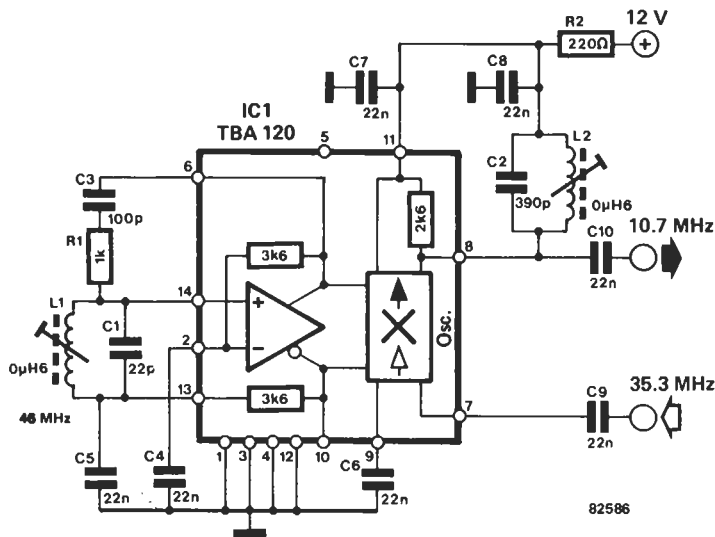 R2
12 V
220Ω
C7
22n
C8
22n
IC1
TBA 120
5
11
L2
C2
390p
0µH6
6
C3
100p
R1
1k
2k6
8
10.7 MHz
C10
22n
3k6
14
+
L1
C1
22p
2
−
Osc.
0µH6
13
3k6
7
35.3 MHz
C9
22n
46 MHz
1
3
4
12
10
9
C5
22n
C4
22n
C6
22n
82586